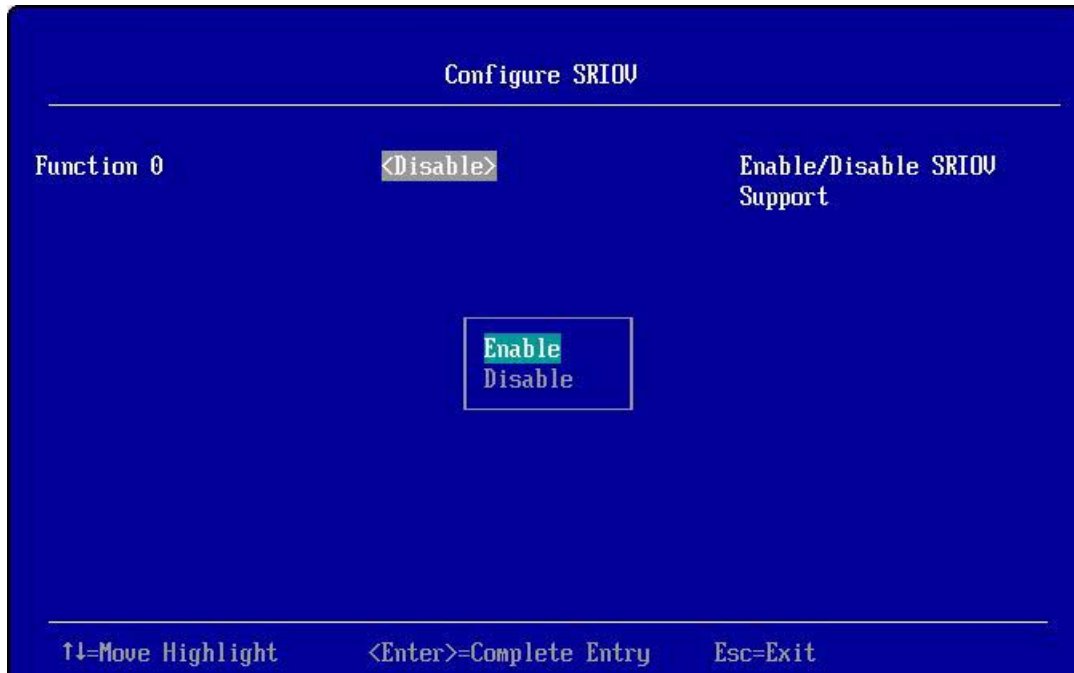 Configure SRIOV
Function 0 <Disable> Enable/Disable SRIOV
Support
Enable
Disable
↑↓=Move Highlight <Enter>=Complete Entry Esc=Exit